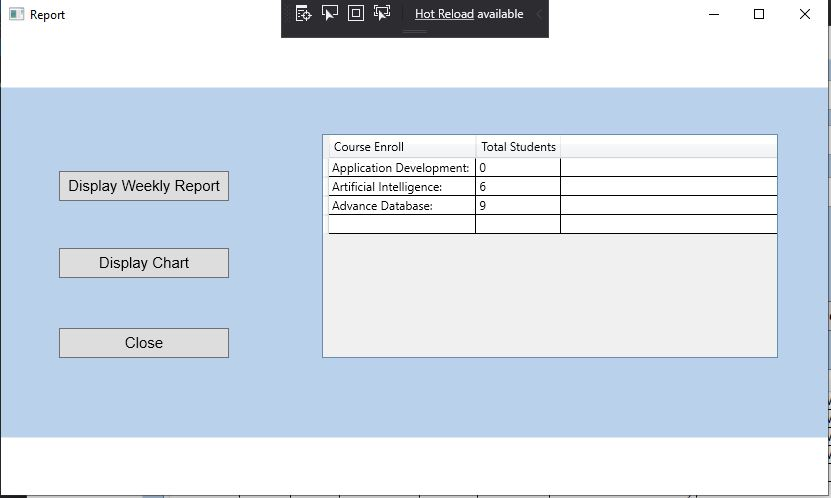 Report
Hot Reload available
Course Enroll Total Students
Application Development: 0
Artificial Intelligence: 6
Advance Database: 9
Display Weekly Report
Display Chart
Close